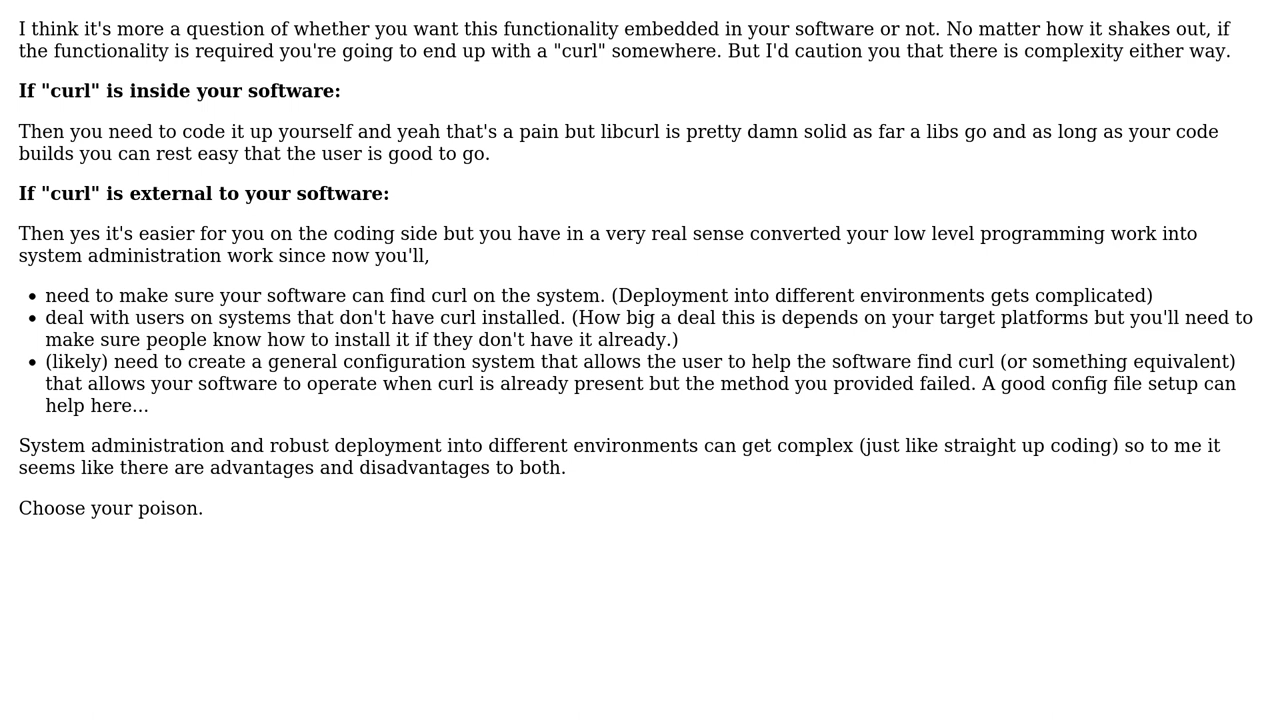 I think it's more a question of whether you want this functionality embedded in your software or not. No matter how it shakes out, if
the functionality is required you're going to end up with a "curl" somewhere. But I'd caution you that there is complexity either way.
If "curl" is inside your software:
Then you need to code it up yourself and yeah that's a pain but libcurl is pretty damn solid as far a libs go and as long as your code
builds you can rest easy that the user is good to go.
If "curl" is external to your software:
Then yes it's easier for you on the coding side but you have in a very real sense converted your low level programming work into
system administration work since now you'll,
• need to make sure your software can find curl on the system. (Deployment into different environments gets complicated)
• deal with users on systems that don't have curl installed. (How big a deal this is depends on your target platforms but you'll need to
make sure people know how to install it if they don't have it already.)
• (likely) need to create a general configuration system that allows the user to help the software find curl (or something equivalent)
that allows your software to operate when curl is already present but the method you provided failed. A good config file setup can
help here...
System administration and robust deployment into different environments can get complex (just like straight up coding) so to me it
seems like there are advantages and disadvantages to both.
Choose your poison.